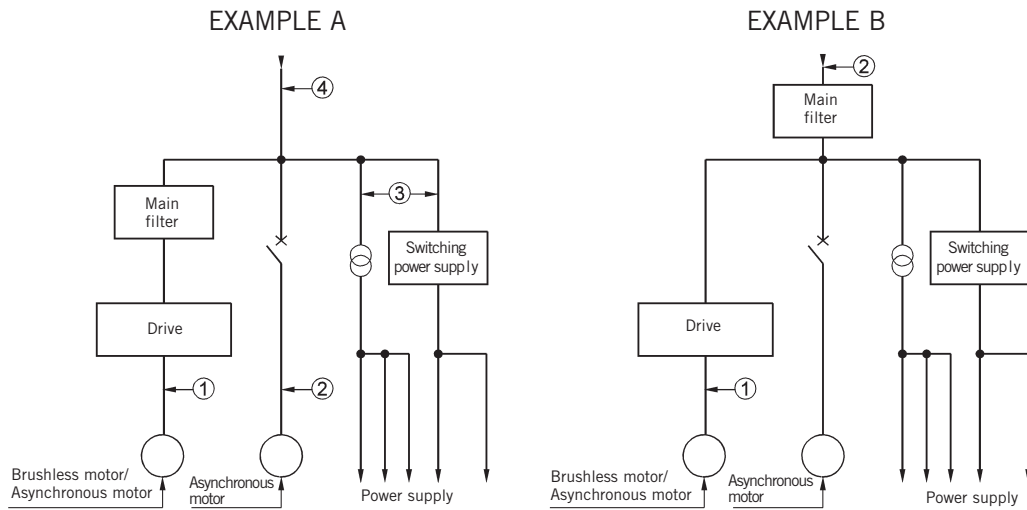 EXAMPLE A
4
Main
filter
3
Switching
power supply
Drive
1
2
Brushless motor/
Asynchronous motor
Asynchronous
motor
Power supply
EXAMPLE B
2
Main
filter
Switching
power supply
Drive
1
Brushless motor/
Asynchronous motor
Asynchronous
motor
Power supply